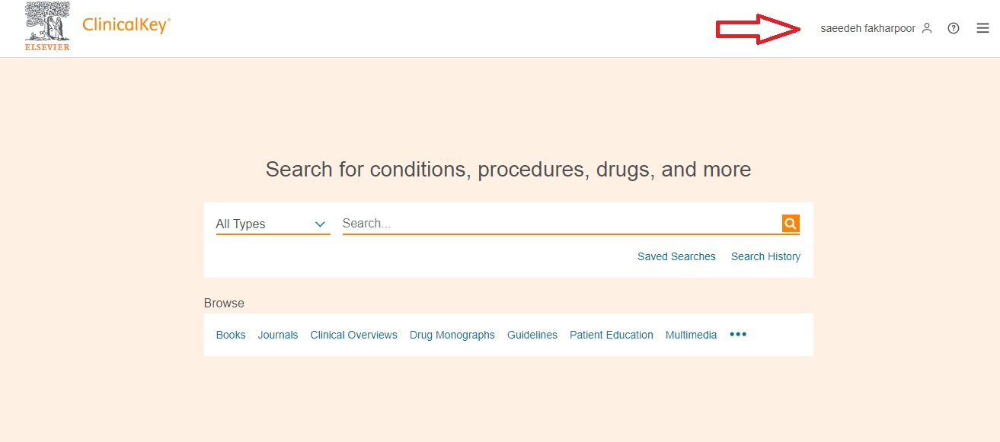 ELSEVIER
ClinicalKey®
saeedeh fakharpoor
Search for conditions, procedures, drugs, and more
All Types
Search...
Saved Searches Search History
Browse
Books Journals Clinical Overviews Drug Monographs Guidelines Patient Education Multimedia •••